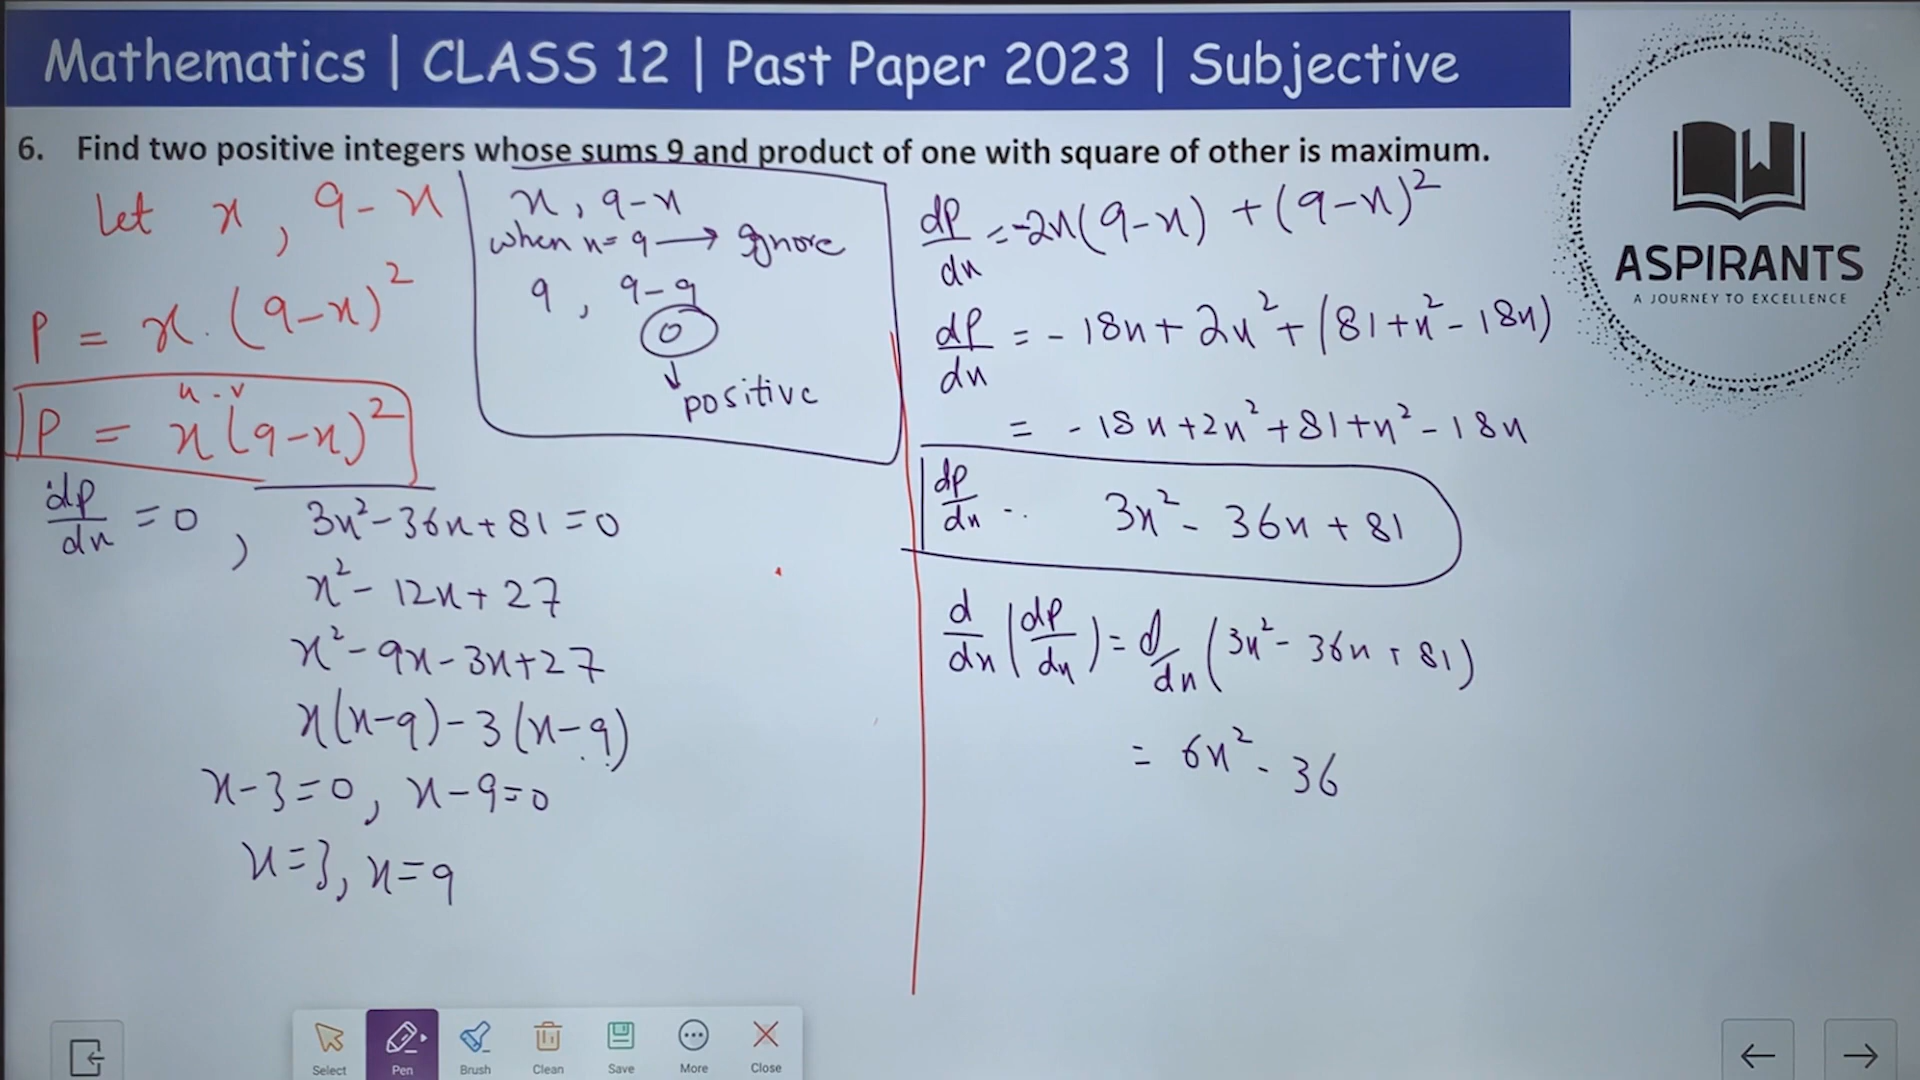 Mathematics | CLASS 12 | Past Paper 2023 | Subjective
6. Find two positive integers whose sums 9 and product of one with square of other is maximum.
Let x, 9-x
P = x.(9-x)²
u.v
P = x(9-x)²
dp/dx = 0, 3x²-36x+81=0
x²-12x+27
x²-9x-3x+27
x(x-9)-3(x-9)
x-3=0, x-9=0
x=3, x=9
x, 9-x
when x=9 → Ignore
9, 9-9
0
↓
positive
dp/dx = -2x(9-x) + (9-x)²
dp/dx = -18x+2x²+(81+x²-18x)
= -18x+2x²+81+x²-18x
dp/dx -.. 3x²-36x+81
d/dx (dp/dx) = d/dx (3x²-36x+81)
= 6x²-36
ASPIRANTS
A JOURNEY TO EXCELLENCE
Select
Pen
Brush
Clean
Save
More
Close